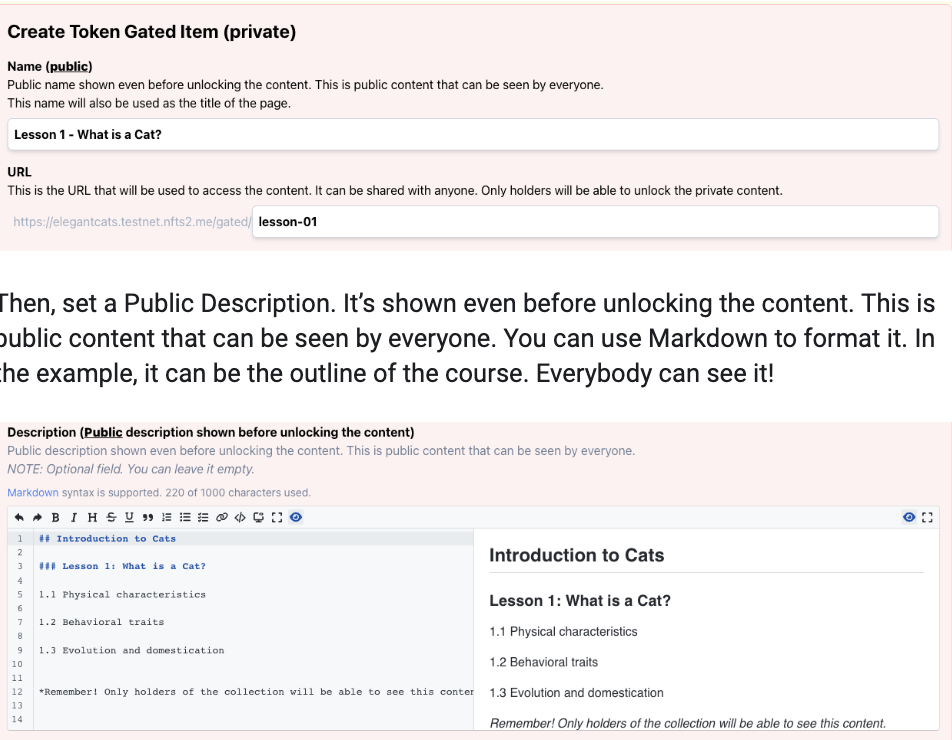 Create Token Gated Item (private)
Name (public)
Public name shown even before unlocking the content. This is public content that can be seen by everyone.
This name will also be used as the title of the page.
Lesson 1 - What is a Cat?
URL
This is the URL that will be used to access the content. It can be shared with anyone. Only holders will be able to unlock the private content.
https://elegantcats.testnet.nfts2.me/gated/ lesson-01
Then, set a Public Description. It’s shown even before unlocking the content. This is
public content that can be seen by everyone. You can use Markdown to format it. In
the example, it can be the outline of the course. Everybody can see it!
Description (Public description shown before unlocking the content)
Public description shown even before unlocking the content. This is public content that can be seen by everyone.
NOTE: Optional field. You can leave it empty.
Markdown syntax is supported. 220 of 1000 characters used.
B I H S U
1 ## Introduction to Cats
2
3 ### Lesson 1: What is a Cat?
4
5 1.1 Physical characteristics
6
7 1.2 Behavioral traits
8
9 1.3 Evolution and domestication
10
11
12 *Remember! Only holders of the collection will be able to see this conten
13
14
Introduction to Cats
Lesson 1: What is a Cat?
1.1 Physical characteristics
1.2 Behavioral traits
1.3 Evolution and domestication
Remember! Only holders of the collection will be able to see this content.